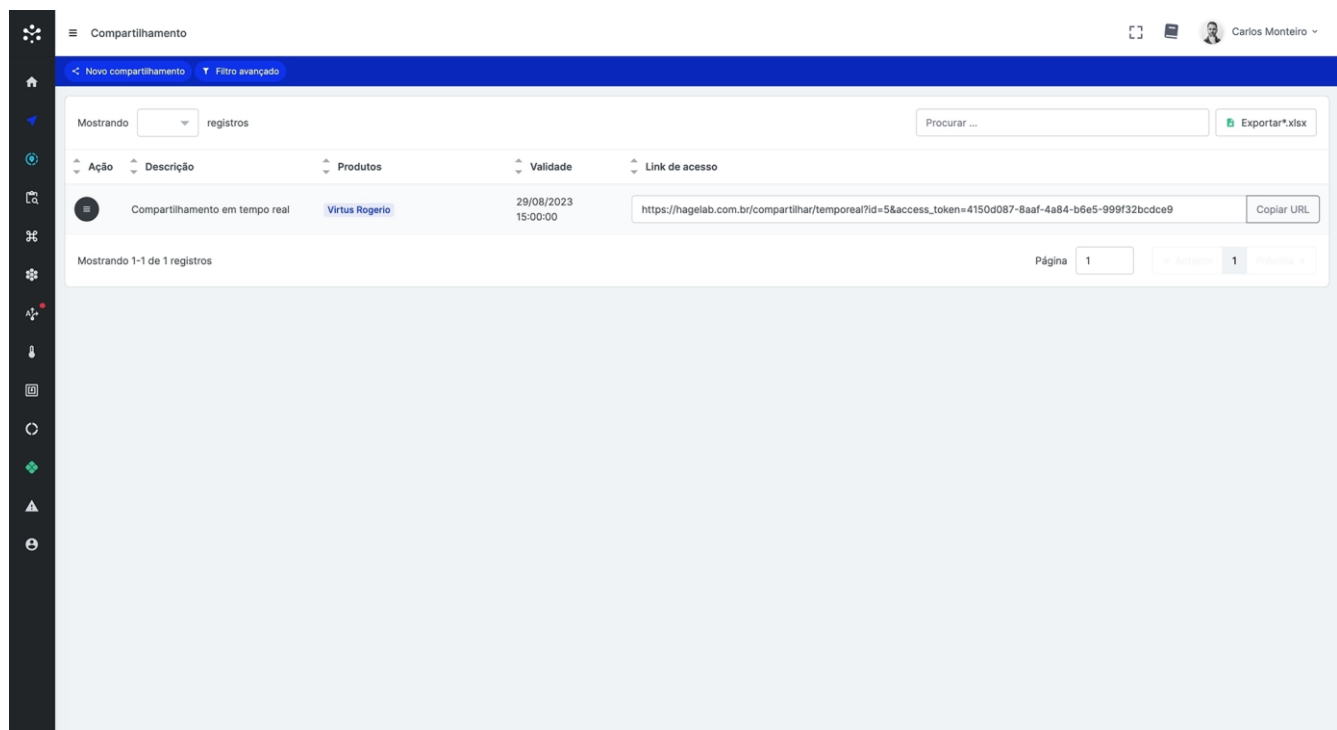 Compartilhamento
Carlos Monteiro
Novo compartilhamento
Filtro avançado
Mostrando
registros
Procurar ...
Exportar*.xlsx
Ação
Descrição
Produtos
Validade
Link de acesso
Compartilhamento em tempo real
Virtus Rogerio
29/08/2023
15:00:00
https://hagelab.com.br/compartilhar/temporeal?id=5&access_token=4150d087-8aaf-4a84-b6e5-999f32bcdce9
Copiar URL
Mostrando 1-1 de 1 registros
Página
1
1